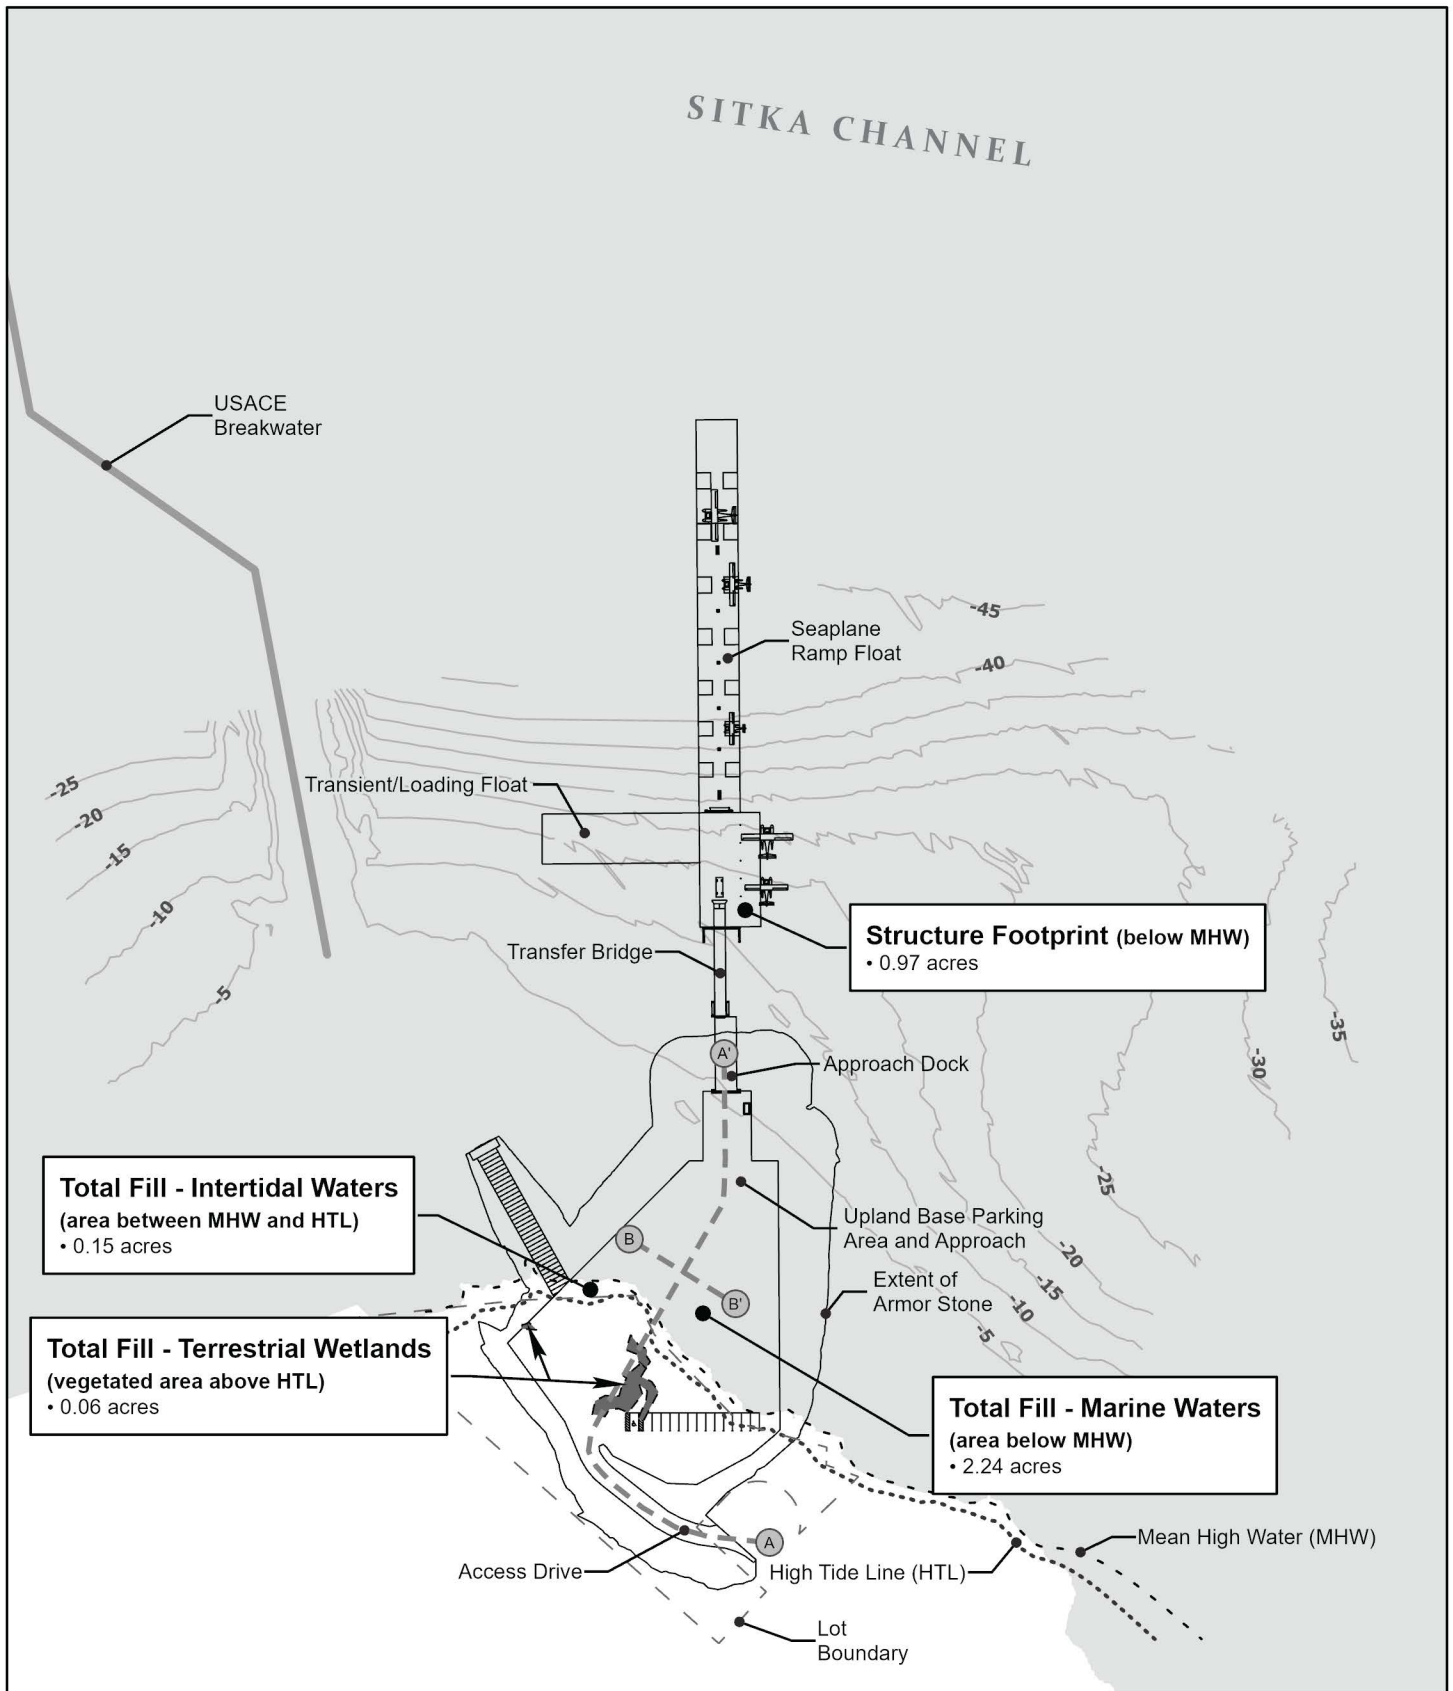 SITKA CHANNEL
USACE
Breakwater
-45
Seaplane
Ramp Float
-40
Transient/Loading Float
-25
-20
-15
-10
-5
Structure Footprint (below MHW)
• 0.97 acres
Transfer Bridge
-35
-30
A'
Approach Dock
Total Fill - Intertidal Waters
(area between MHW and HTL)
• 0.15 acres
-25
Upland Base Parking
Area and Approach
B
-20
Extent of
Armor Stone
-15
B'
-10
-5
Total Fill - Terrestrial Wetlands
(vegetated area above HTL)
• 0.06 acres
Total Fill - Marine Waters
(area below MHW)
• 2.24 acres
A
Mean High Water (MHW)
Access Drive
High Tide Line (HTL)
Lot
Boundary